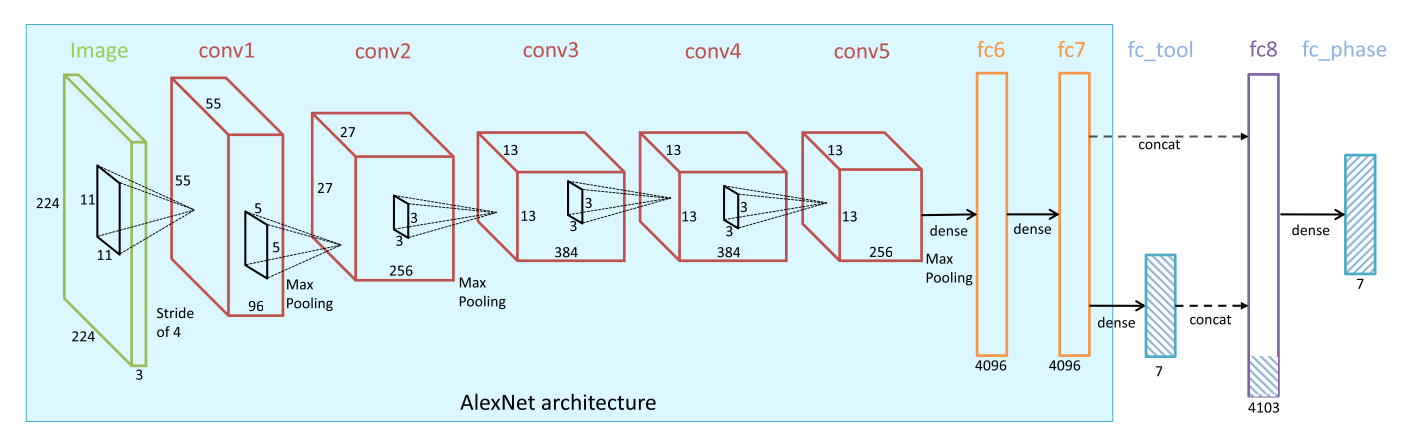 Image conv1 conv2 conv3 conv4 conv5 fc6 fc7 fc_tool fc8 fc_phase
224
224
3
11
11
Stride
of 4
55
55
96
5
5
Max
Pooling
27
27
256
3
3
Max
Pooling
13
13
384
3
3
13
13
384
3
3
13
13
256
Max
Pooling
dense
4096
dense
4096
dense
7
concat
concat
4103
dense
7
AlexNet architecture